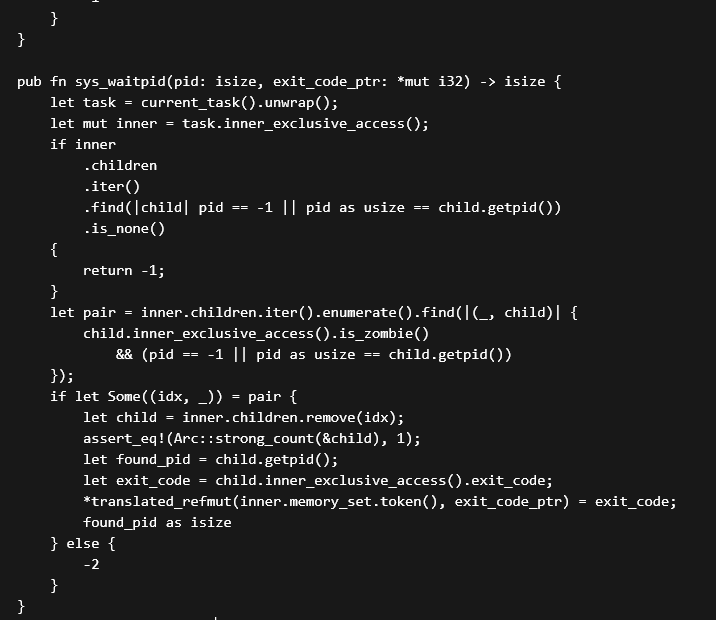 }
}
pub fn sys_waitpid(pid: isize, exit_code_ptr: *mut i32) -> isize {
    let task = current_task().unwrap();
    let mut inner = task.inner_exclusive_access();
    if inner
        .children
        .iter()
        .find(|child| pid == -1 || pid as usize == child.getpid())
        .is_none()
    {
        return -1;
    }
    let pair = inner.children.iter().enumerate().find(|(_, child)| {
        child.inner_exclusive_access().is_zombie()
            && (pid == -1 || pid as usize == child.getpid())
    });
    if let Some((idx, _)) = pair {
        let child = inner.children.remove(idx);
        assert_eq!(Arc::strong_count(&child), 1);
        let found_pid = child.getpid();
        let exit_code = child.inner_exclusive_access().exit_code;
        *translated_refmut(inner.memory_set.token(), exit_code_ptr) = exit_code;
        found_pid as isize
    } else {
        -2
    }
}